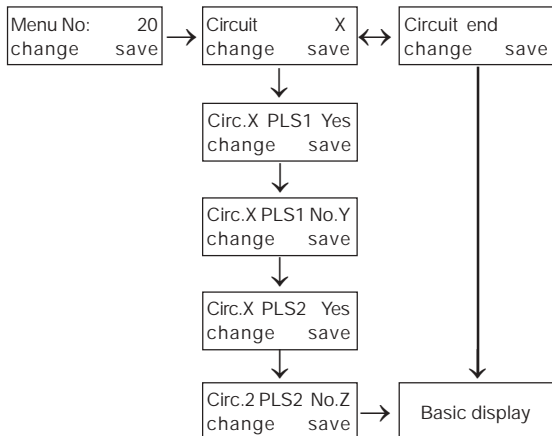 Menu No: 20
change save
Circuit X
change save
Circuit end
change save
Circ.X PLS1 Yes
change save
Circ.X PLS1 No.Y
change save
Circ.X PLS2 Yes
change save
Circ.2 PLS2 No.Z
change save
Basic display